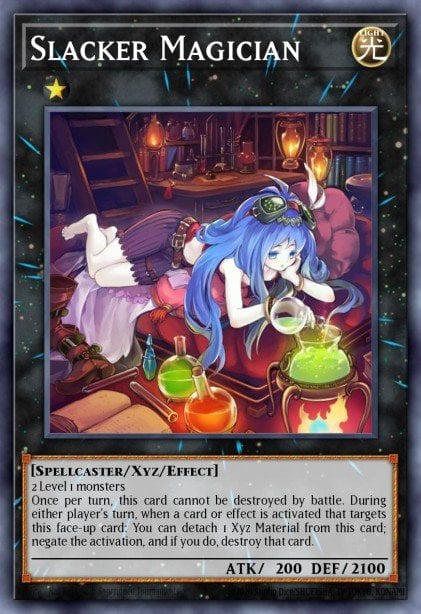 SLACKER MAGICIAN
LIGHT
光
[SPELLCASTER/XYZ/EFFECT]
2 Level 1 monsters
Once per turn, this card cannot be destroyed by battle. During
either player's turn, when a card or effect is activated that targets
this face-up card: You can detach 1 Xyz Material from this card;
negate the activation, and if you do, destroy that card.
ATK/ 200 DEF/2100